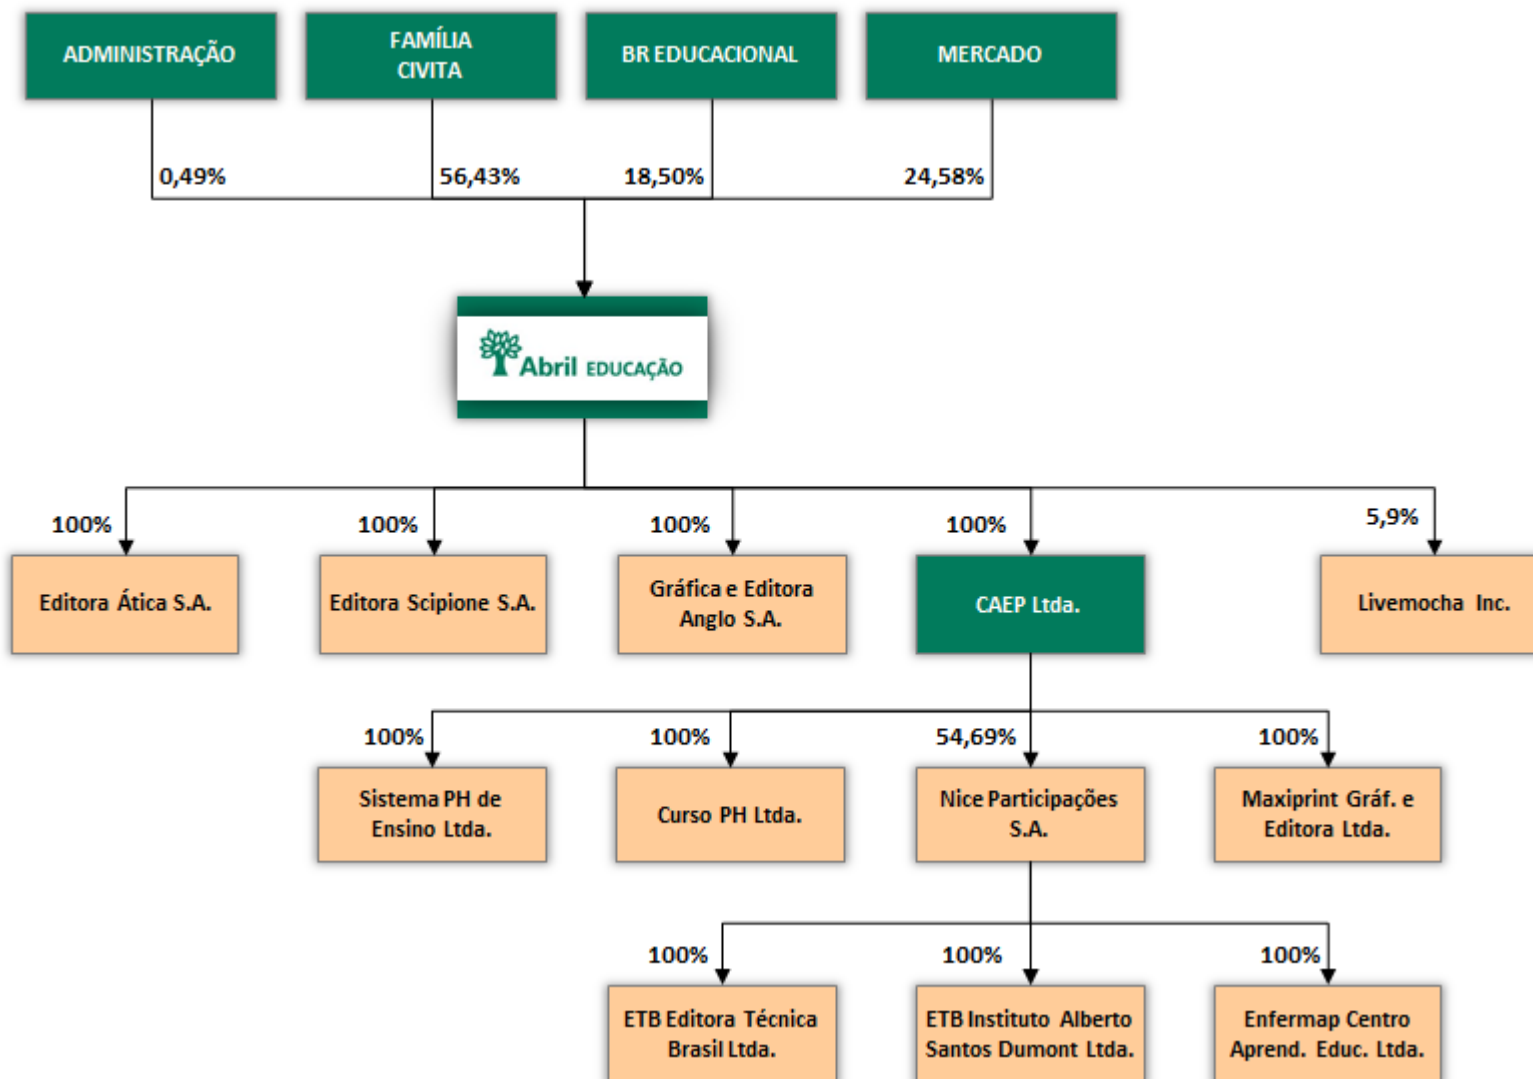 ADMINISTRAÇÃO
FAMÍLIA
CIVITA
BR EDUCACIONAL
MERCADO
0,49%
56,43%
18,50%
24,58%
Abril EDUCAÇÃO
100%
100%
100%
100%
5,9%
Editora Ática S.A.
Editora Scipione S.A.
Gráfica e Editora
Anglo S.A.
CAEP Ltda.
Livemocha Inc.
100%
100%
54,69%
100%
Sistema PH de
Ensino Ltda.
Curso PH Ltda.
Nice Participações
S.A.
Maxiprint Gráf. e
Editora Ltda.
100%
100%
100%
ETB Editora Técnica
Brasil Ltda.
ETB Instituto Alberto
Santos Dumont Ltda.
Enfermap Centro
Aprend. Educ. Ltda.